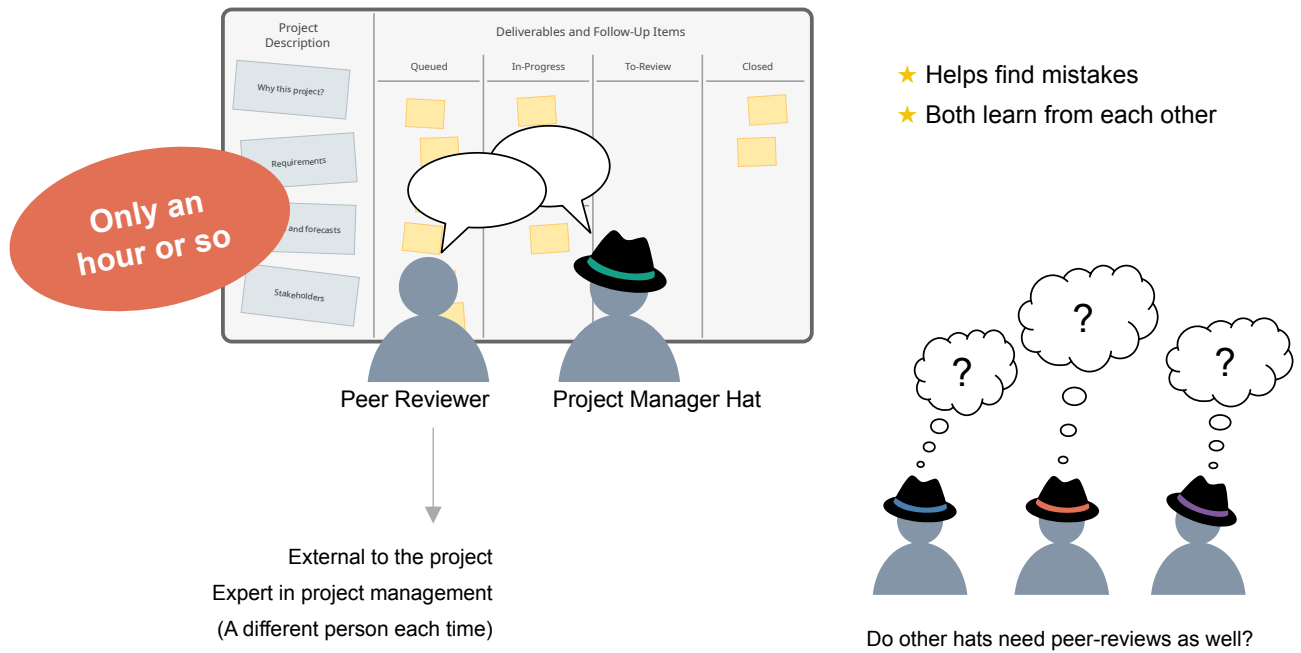 Project
Description
Deliverables and Follow-Up Items
Queued
In-Progress
To-Review
Closed
Why this project?
Requirements
and forecasts
Stakeholders
Only an
hour or so
Peer Reviewer
Project Manager Hat
External to the project
Expert in project management
(A different person each time)
★ Helps find mistakes
★ Both learn from each other
?
?
?
Do other hats need peer-reviews as well?